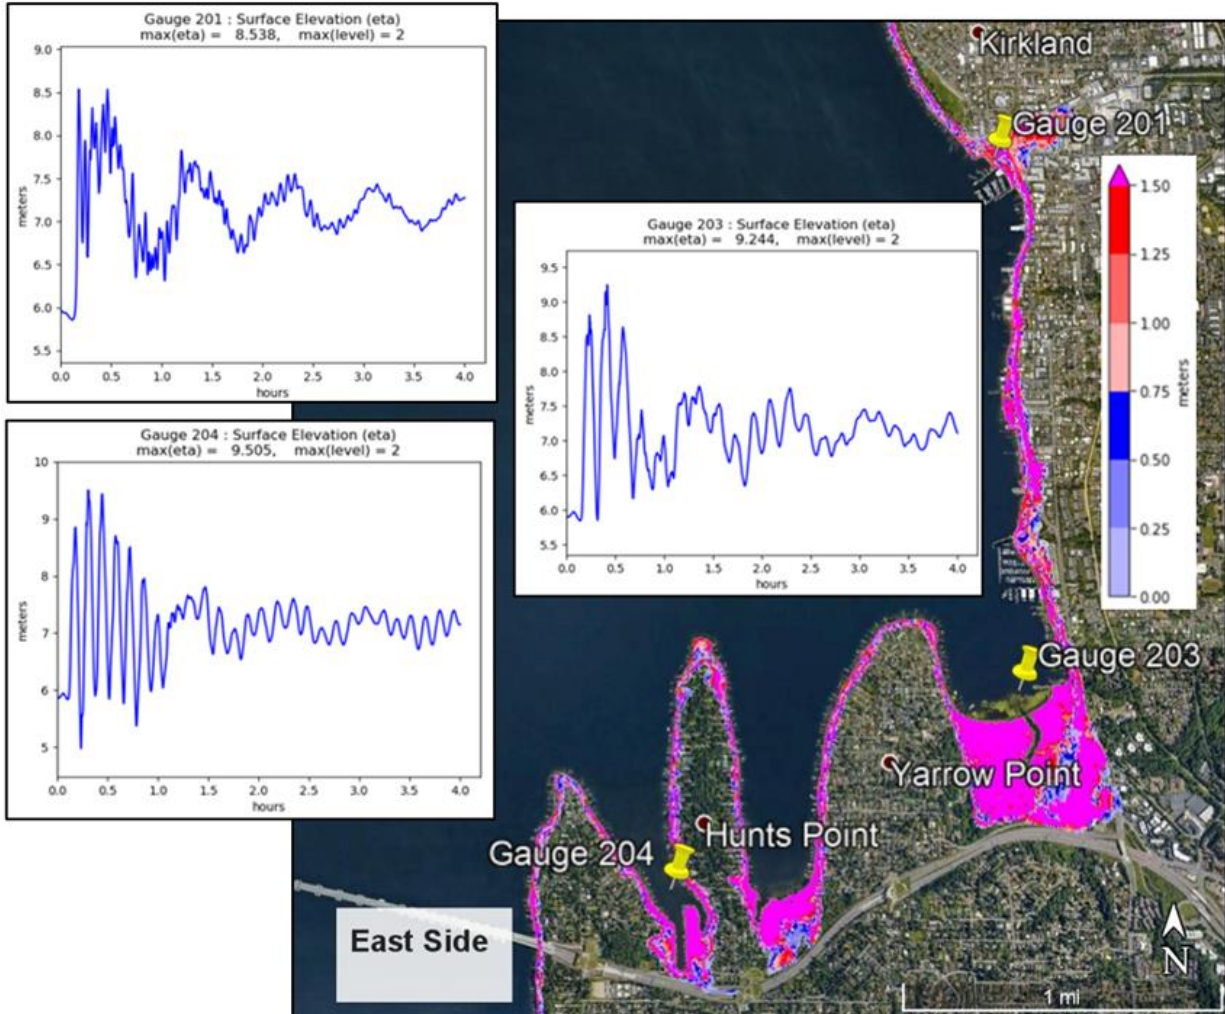 Gauge 201 : Surface Elevation (eta)
max(eta) = 8.538, max(level) = 2
9.0
8.5
8.0
7.5
7.0
6.5
6.0
5.5
meters
0.0 0.5 1.0 1.5 2.0 2.5 3.0 3.5 4.0
hours
Kirkland
Gauge 201
1.50
1.25
1.00
0.75
0.50
0.25
0.00
meters
Gauge 203 : Surface Elevation (eta)
max(eta) = 9.244, max(level) = 2
9.5
9.0
8.5
8.0
7.5
7.0
6.5
6.0
5.5
meters
0.0 0.5 1.0 1.5 2.0 2.5 3.0 3.5 4.0
hours
Gauge 204 : Surface Elevation (eta)
max(eta) = 9.505, max(level) = 2
10
9
8
7
6
5
meters
0.0 0.5 1.0 1.5 2.0 2.5 3.0 3.5 4.0
hours
Gauge 203
Yarrow Point
Hunts Point
Gauge 204
East Side
N
1 mi